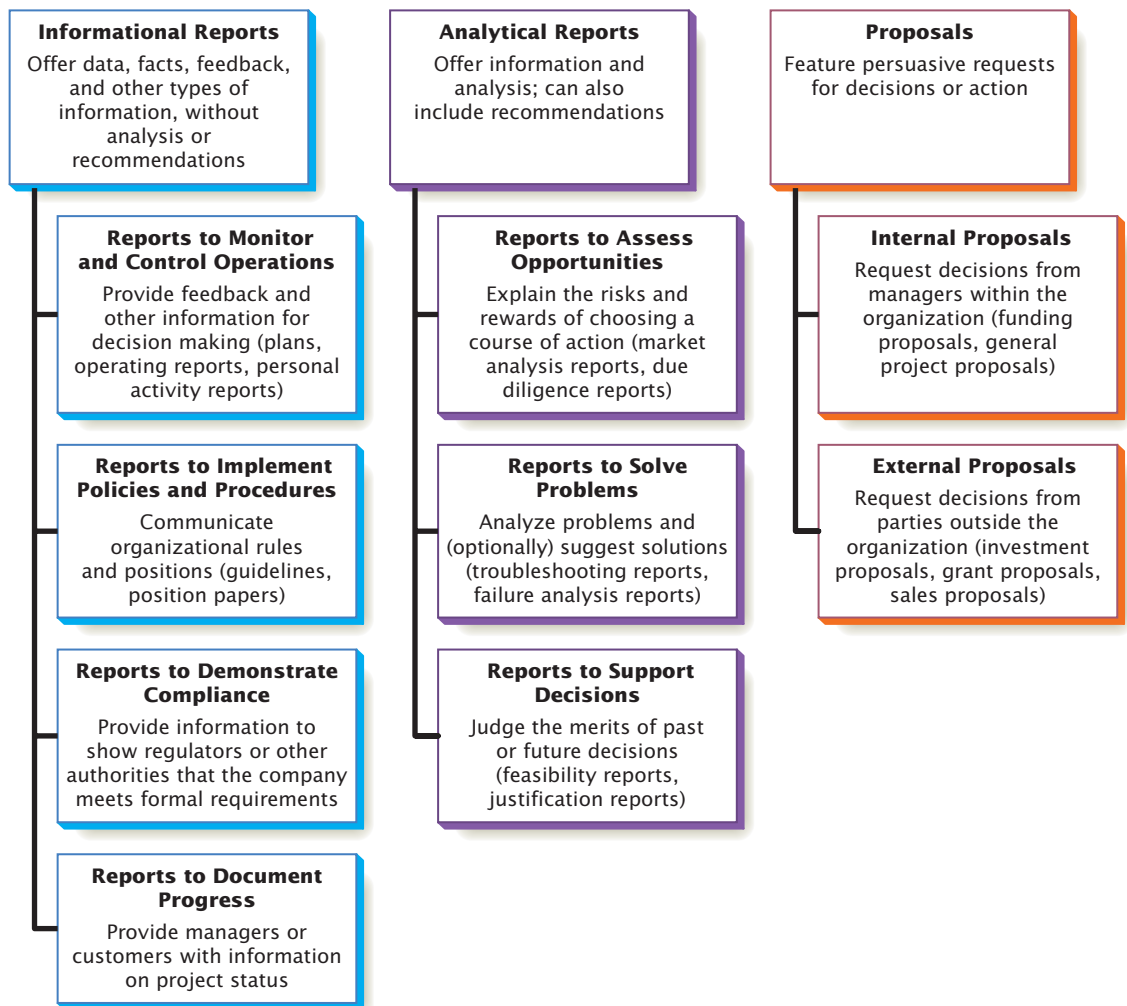 Informational Reports
Offer data, facts, feedback,
and other types of
information, without
analysis or
recommendations
Reports to Monitor
and Control Operations
Provide feedback and
other information for
decision making (plans,
operating reports, personal
activity reports)
Reports to Implement
Policies and Procedures
Communicate
organizational rules
and positions (guidelines,
position papers)
Reports to Demonstrate
Compliance
Provide information to
show regulators or other
authorities that the company
meets formal requirements
Reports to Document
Progress
Provide managers or
customers with information
on project status
Analytical Reports
Offer information and
analysis; can also
include recommendations
Reports to Assess
Opportunities
Explain the risks and
rewards of choosing a
course of action (market
analysis reports, due
diligence reports)
Reports to Solve
Problems
Analyze problems and
(optionally) suggest solutions
(troubleshooting reports,
failure analysis reports)
Reports to Support
Decisions
Judge the merits of past
or future decisions
(feasibility reports,
justification reports)
Proposals
Feature persuasive requests
for decisions or action
Internal Proposals
Request decisions from
managers within the
organization (funding
proposals, general
project proposals)
External Proposals
Request decisions from
parties outside the
organization (investment
proposals, grant proposals,
sales proposals)